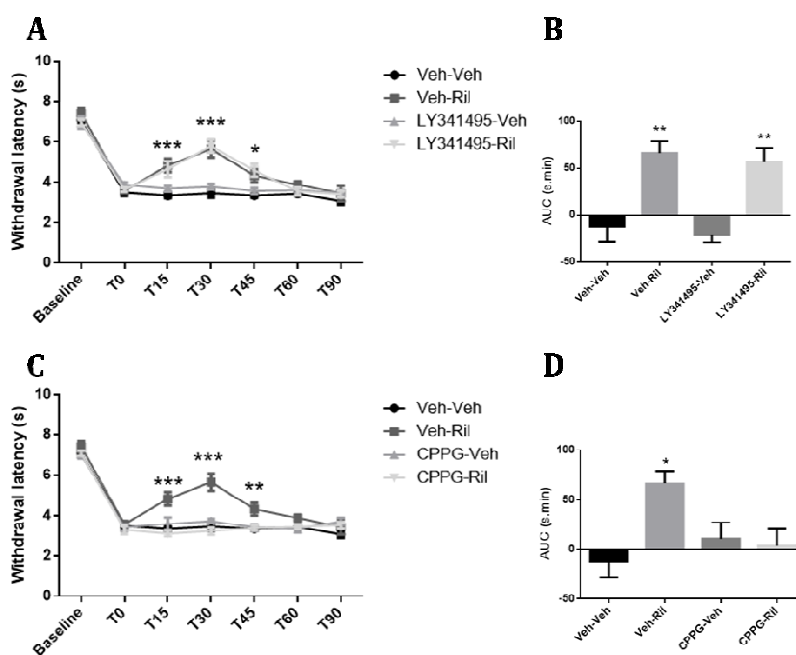 A
Withdrawal latency (s)
10
8
6
4
2
0
***
***
*
Baseline
T0
T15
T30
T45
T60
T90
Veh-Veh
Veh-Ril
LY341495-Veh
LY341495-Ril
B
AUC (s.min)
100
50
0
-50
**
**
Veh-Veh
Veh-Ril
LY341495-Veh
LY341495-Ril
C
Withdrawal latency (s)
10
8
6
4
2
0
***
***
**
Baseline
T0
T15
T30
T45
T60
T90
Veh-Veh
Veh-Ril
CPPG-Veh
CPPG-Ril
D
AUC (s.min)
100
50
0
-50
*
Veh-Veh
Veh-Ril
CPPG-Veh
CPPG-Ril